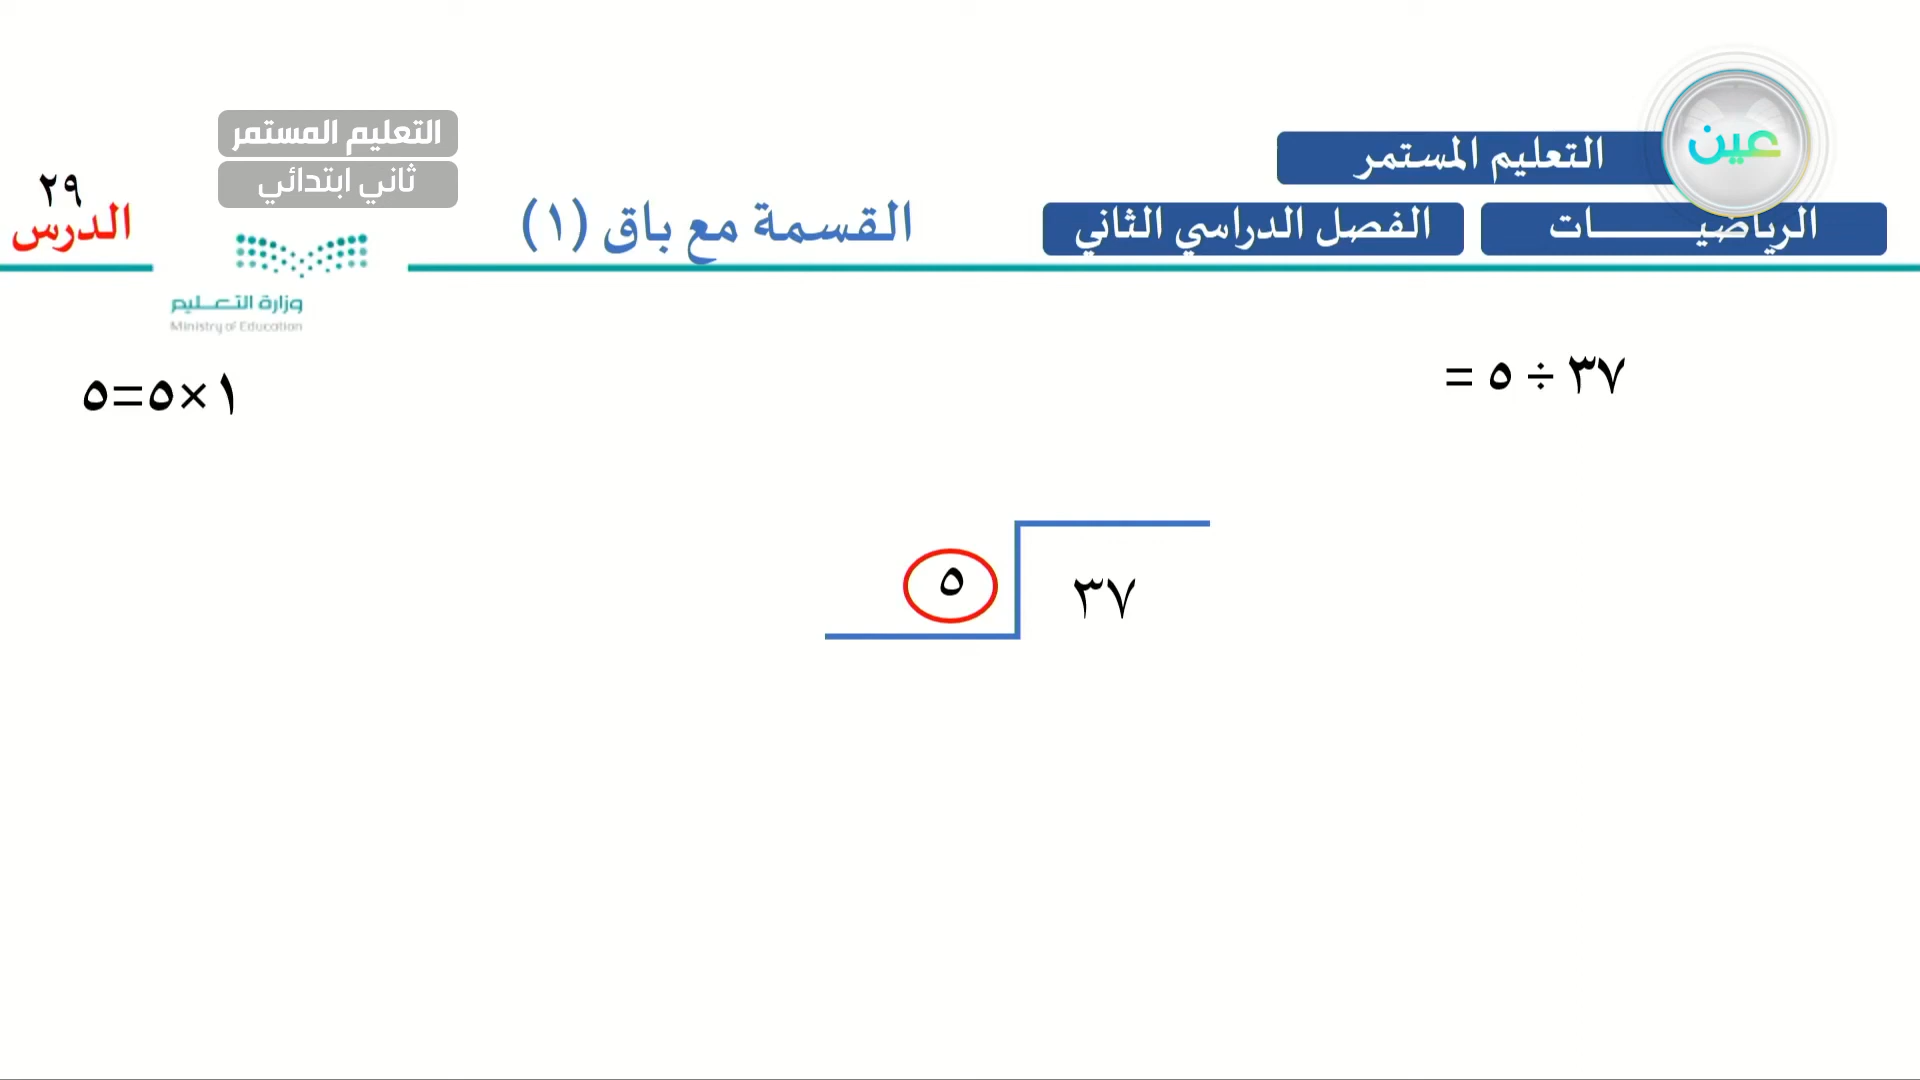 عين
التعليم المستمر
الرياضيـــــــات
الفصل الدراسي الثاني
القسمة مع باق (١)
التعليم المستمر
ثاني ابتدائي
٢٩
الدرس
وزارة التعـــليم
Ministry of Education
٣٧ ÷ ٥ =
١×٥=٥
٣٧
٥